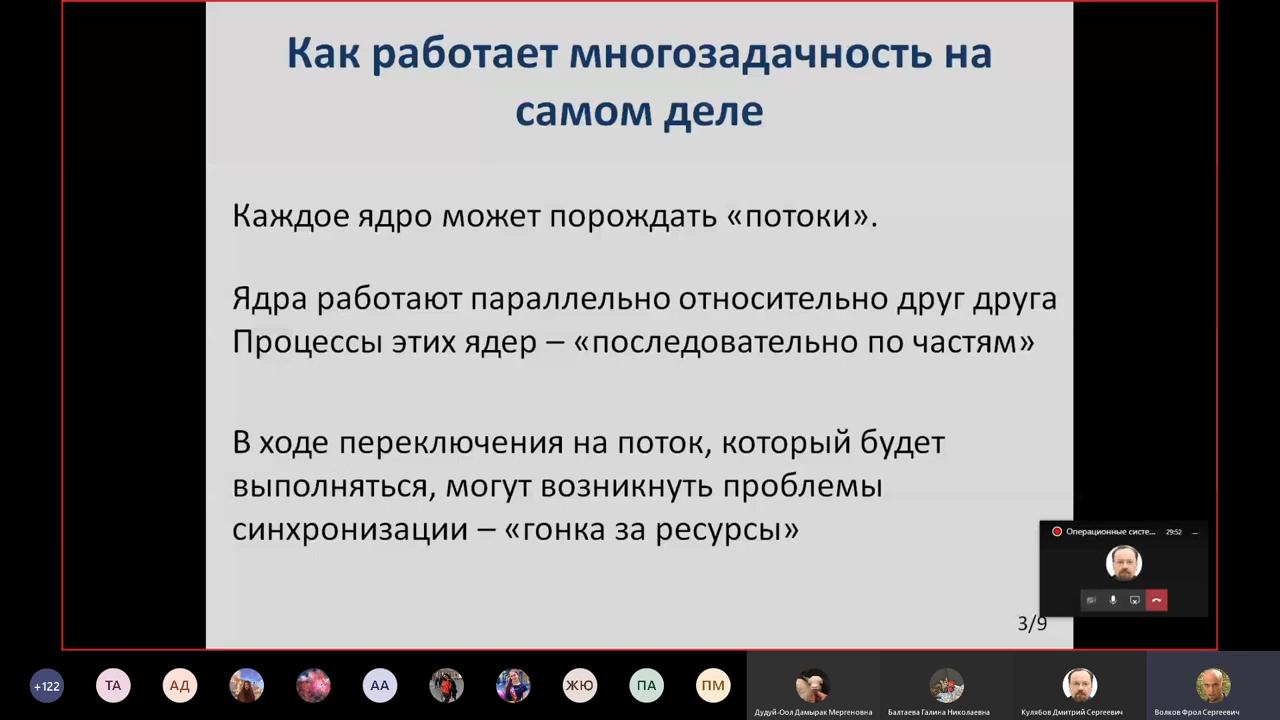 Как работает многозадачность на
самом деле
Каждое ядро может порождать «потоки».
Ядра работают параллельно относительно друг друга
Процессы этих ядер – «последовательно по частям»
В ходе переключения на поток, который будет
выполняться, могут возникнуть проблемы
синхронизации – «гонка за ресурсы»
Операционные систе...
29:52
3/9
+122
ТА
АД
АА
ЖЮ
ПА
ПМ
Дудуй-Оол Дамырак Мергеновна
Балтаева Галина Николаевна
Кулябов Дмитрий Сергеевич
Волков Фрол Сергеевич